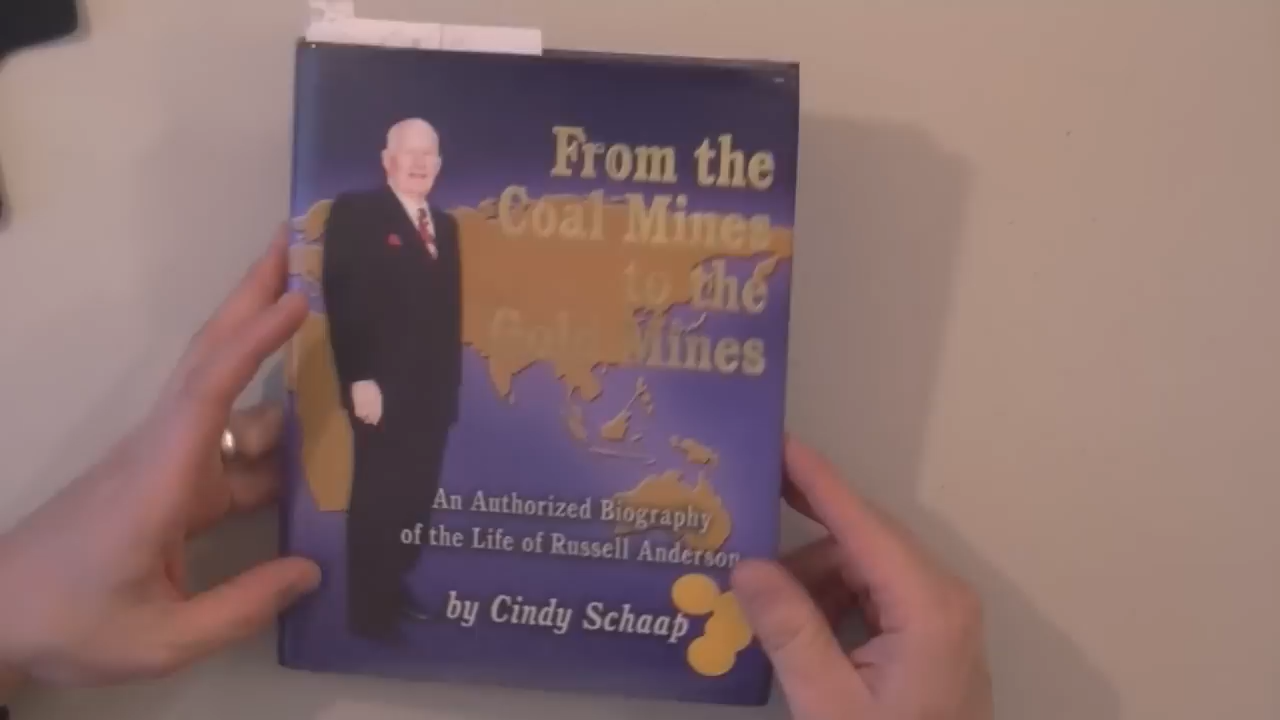 From the
Coal Mines
to the
Gold Mines
An Authorized Biography
of the Life of Russell Anderson
by Cindy Schaap